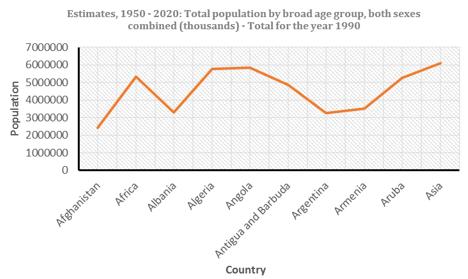 Estimates, 1950 - 2020: Total population by broad age group, both sexes
combined (thousands) - Total for the year 1990
7000000
6000000
5000000
4000000
3000000
2000000
1000000
0
Population
Afghanistan
Africa
Albania
Algeria
Angola
Antigua and Barbuda
Argentina
Armenia
Aruba
Asia
Country